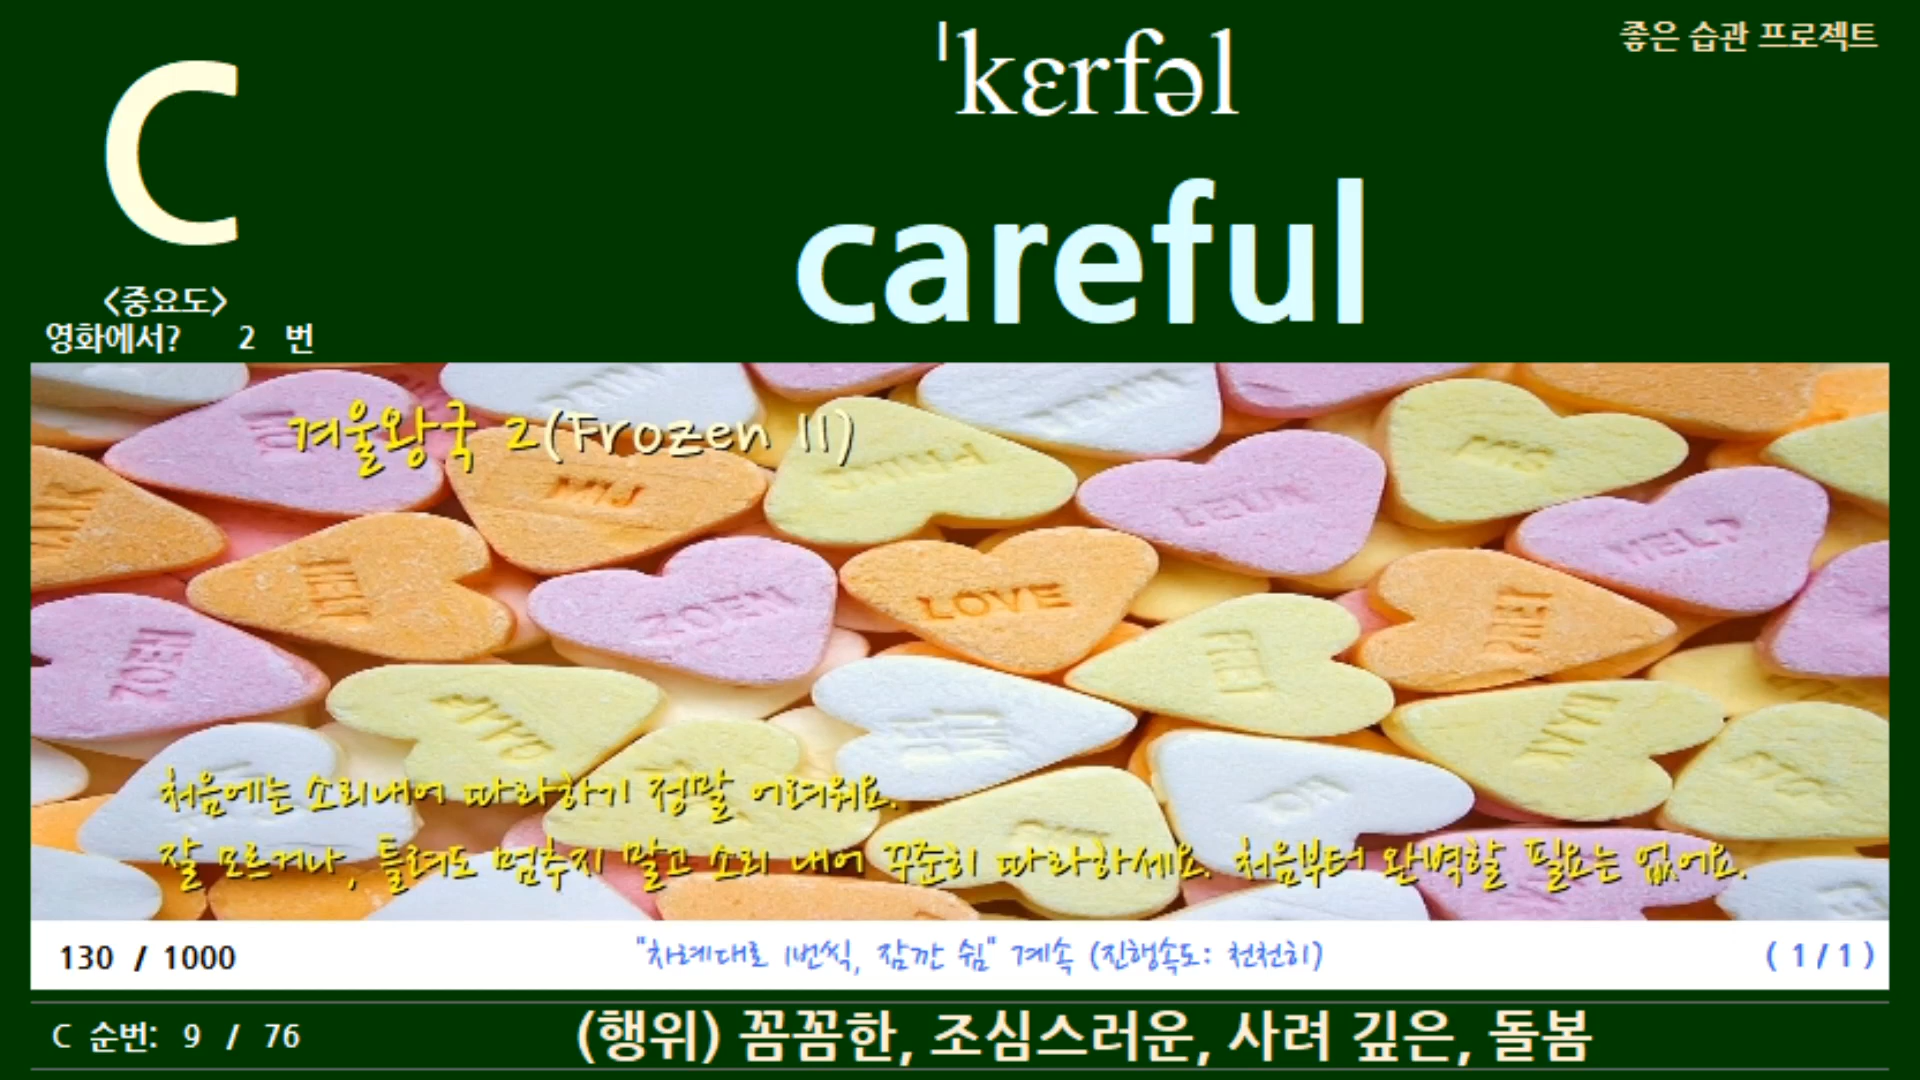 좋은 습관 프로젝트
C
ˈkɛrfəl
careful
<중요도>
영화에서? 2 번
겨울왕국 2(Frozen II)
LOVE
ZOEN
HELP
처음에는 소리내어 따라하기 정말 어려워요.
잘 모르거나, 틀려도 멈추지 말고 소리 내어 꾸준히 따라하세요. 처음부터 완벽할 필요는 없어요.
130 / 1000
"차례대로 1번씩, 잠깐 쉼" 계속 (진행속도: 천천히)
( 1 / 1 )
C 순번: 9 / 76
(행위) 꼼꼼한, 조심스러운, 사려 깊은, 돌봄